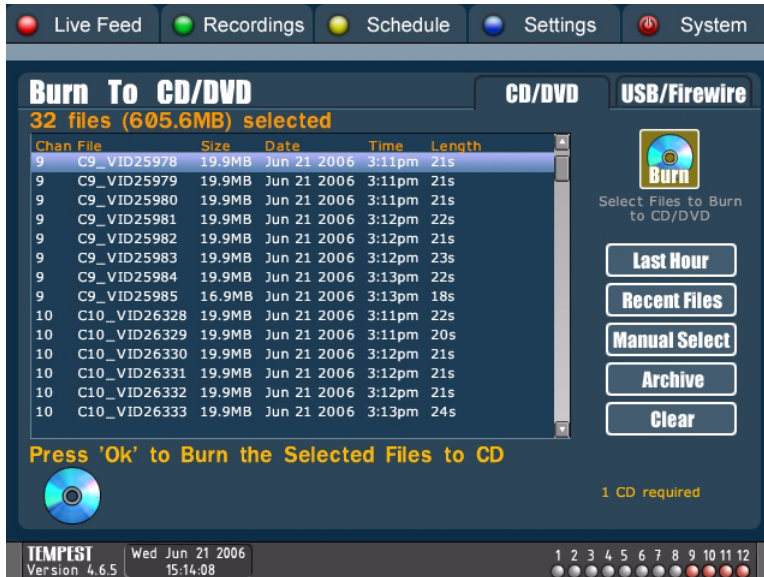 Live Feed Recordings Schedule Settings System
Burn To CD/DVD CD/DVD USB/Firewire
32 files (605.6MB) selected
Chan File Size Date Time Length
9 C9_VID25978 19.9MB Jun 21 2006 3:11pm 21s
9 C9_VID25979 19.9MB Jun 21 2006 3:11pm 21s
9 C9_VID25980 19.9MB Jun 21 2006 3:11pm 21s
9 C9_VID25981 19.9MB Jun 21 2006 3:12pm 22s
9 C9_VID25982 19.9MB Jun 21 2006 3:12pm 21s
9 C9_VID25983 19.9MB Jun 21 2006 3:12pm 23s
9 C9_VID25984 19.9MB Jun 21 2006 3:13pm 22s
9 C9_VID25985 16.9MB Jun 21 2006 3:13pm 18s
10 C10_VID26328 19.9MB Jun 21 2006 3:11pm 22s
10 C10_VID26329 19.9MB Jun 21 2006 3:11pm 20s
10 C10_VID26330 19.9MB Jun 21 2006 3:12pm 21s
10 C10_VID26331 19.9MB Jun 21 2006 3:12pm 21s
10 C10_VID26332 19.9MB Jun 21 2006 3:12pm 21s
10 C10_VID26333 19.9MB Jun 21 2006 3:13pm 24s
Burn
Select Files to Burn
to CD/DVD
Last Hour
Recent Files
Manual Select
Archive
Clear
Press 'Ok' to Burn the Selected Files to CD
1 CD required
TEMPEST
Version 4.6.5
Wed Jun 21 2006
15:14:08
1 2 3 4 5 6 7 8 9 10 11 12